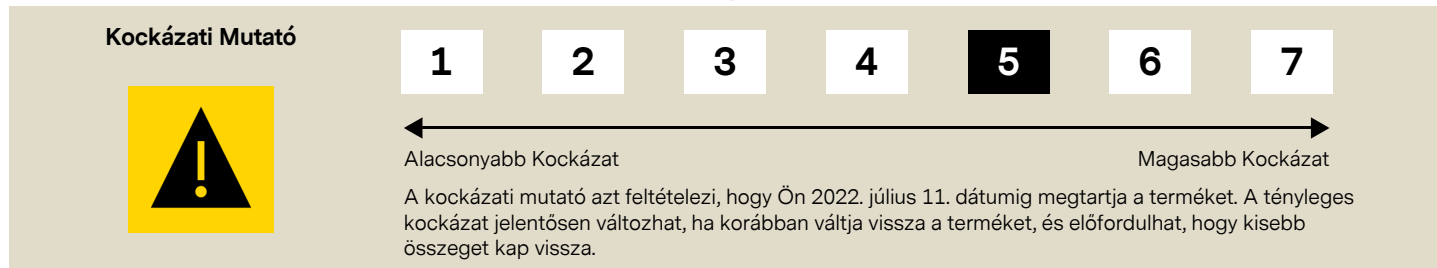 Kockázati Mutató
1 2 3 4 5 6 7
Alacsonyabb Kockázat Magasabb Kockázat
A kockázati mutató azt feltételezi, hogy Ön 2022. július 11. dátumig megtartja a terméket. A tényleges
kockázat jelentősen változhat, ha korábban váltja vissza a terméket, és előfordulhat, hogy kisebb
összeget kap vissza.